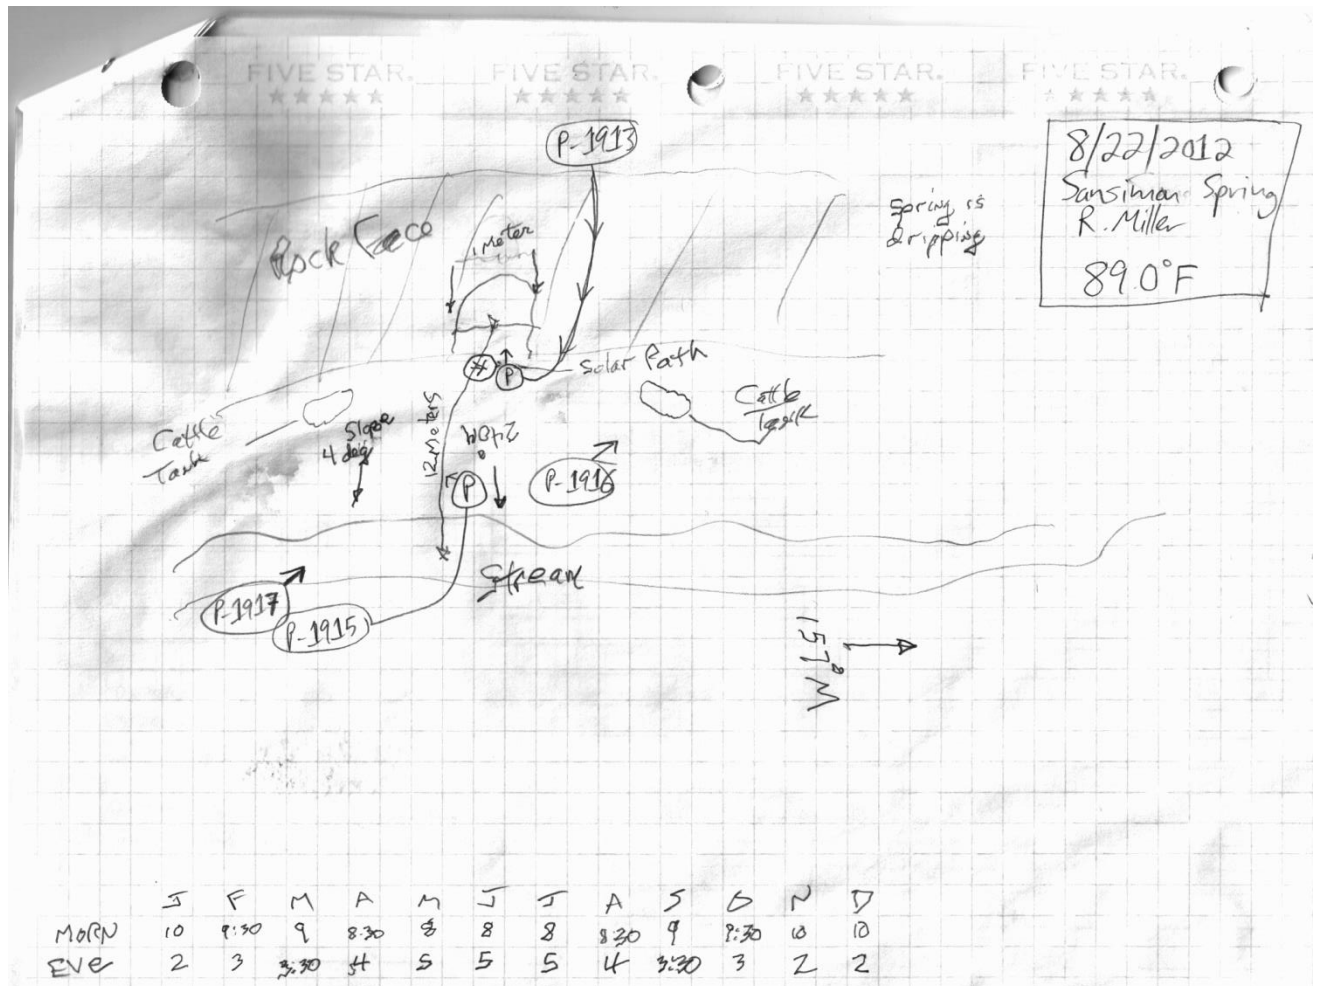 FIVE STAR. FIVE STAR. FIVE STAR. FIVE STAR.
8/22/2012
Sansimon Spring
R. Miller
89.0°F
P-1913
Spring is
dripping
Rock Face
1 Meter
Solar Path
P
Cattle
Tank
Slope
4 deg
12 Meters
Cattle
tank
P
P-1916
Stream
P-1917
P-1915
157°M
J F M A M J J A S O N D
MORN 10 9:30 9 8:30 8 8 8 8:30 9 9:30 10 10
EVE 2 3 3:30 4 5 5 5 4 3:30 3 2 2